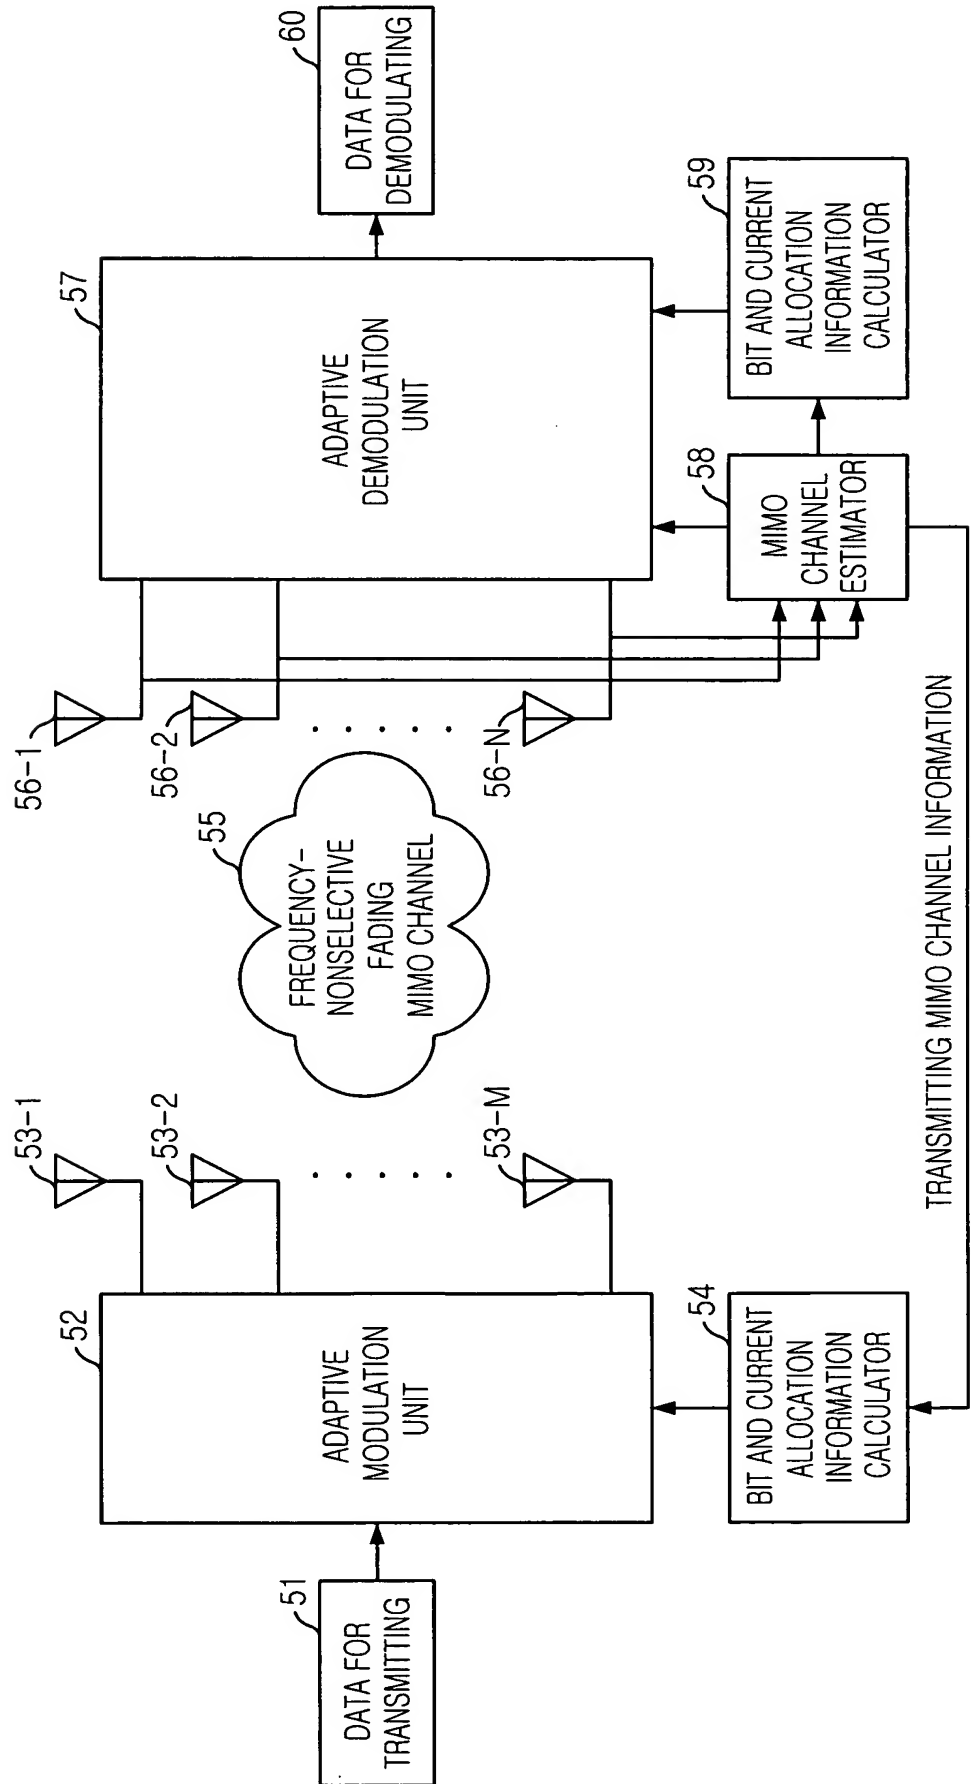 51
DATA FOR
TRANSMITTING
52
ADAPTIVE
MODULATION
UNIT
53-1
53-2
. . . . .
53-M
54
BIT AND CURRENT
ALLOCATION
INFORMATION
CALCULATOR
55
FREQUENCY-
NONSELECTIVE
FADING
MIMO CHANNEL
56-1
56-2
. . . . .
56-N
57
ADAPTIVE
DEMODULATION
UNIT
58
MIMO
CHANNEL
ESTIMATOR
59
BIT AND CURRENT
ALLOCATION
INFORMATION
CALCULATOR
60
DATA FOR
DEMODULATING
TRANSMITTING MIMO CHANNEL INFORMATION